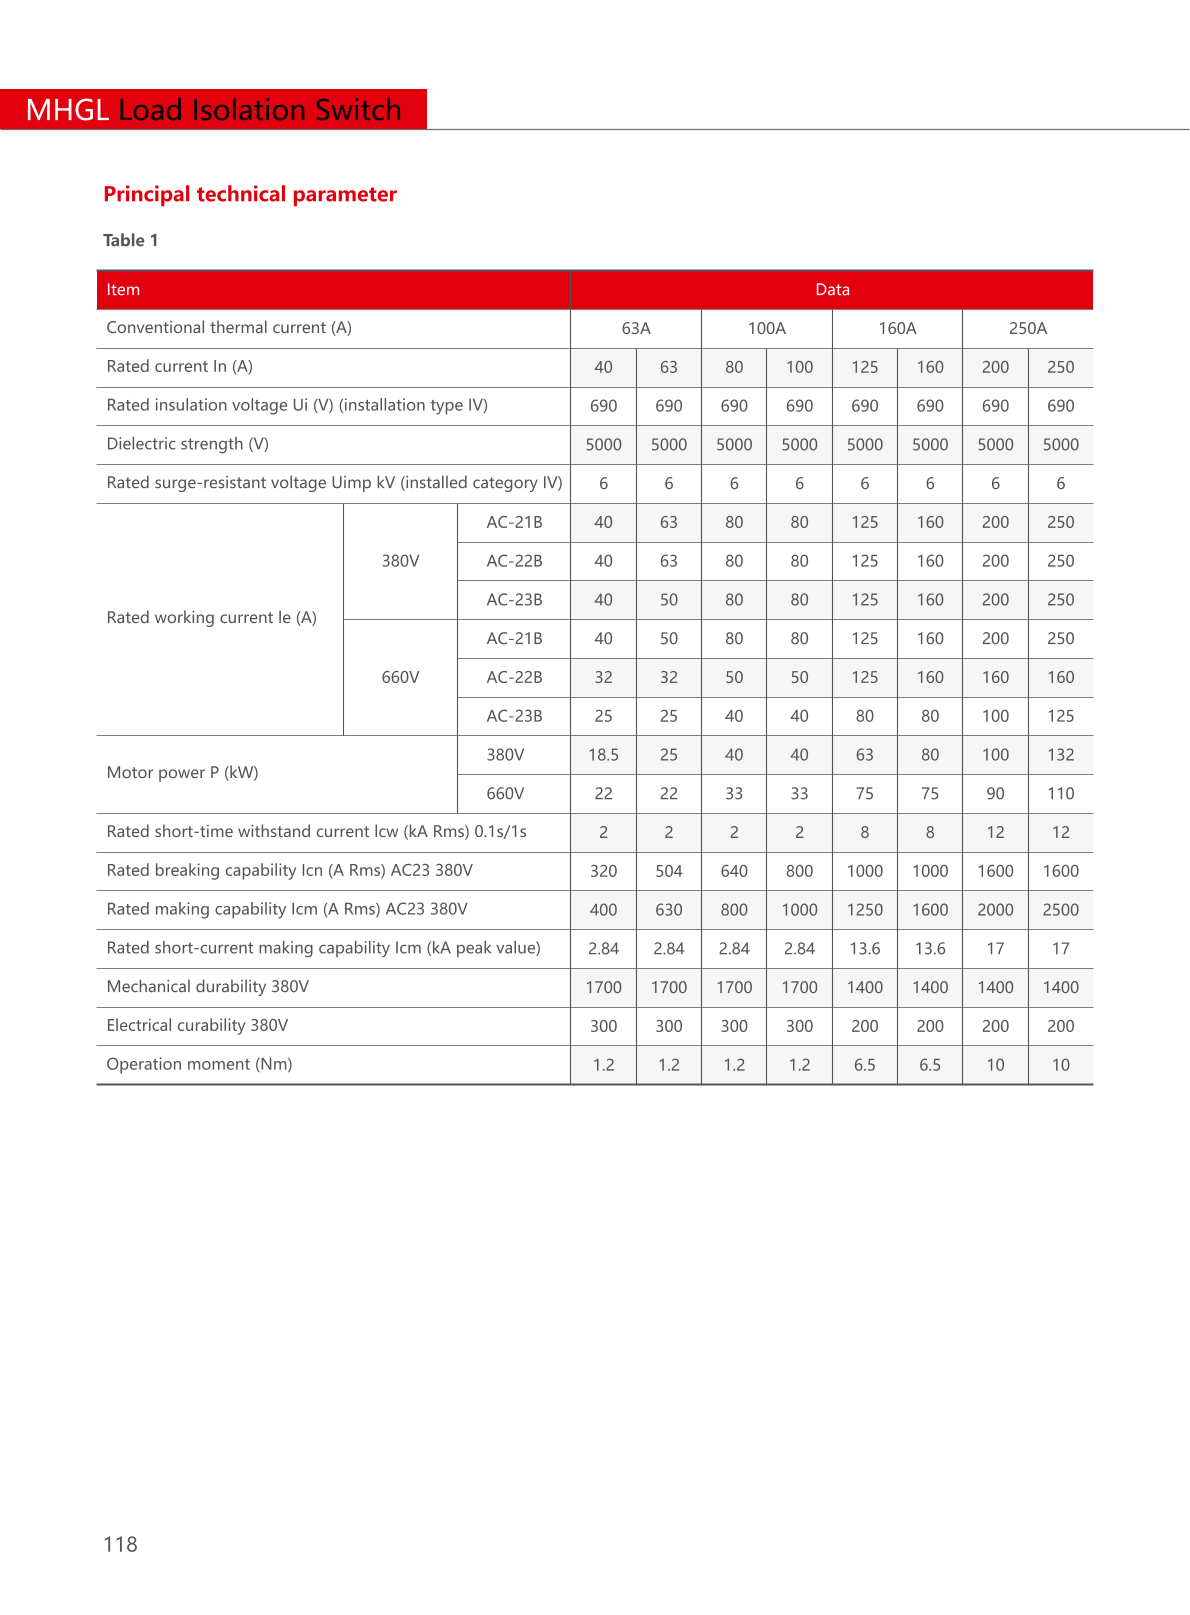 MHGL Load Isolation Switch
Principal technical parameter
Table 1
Item Data
Conventional thermal current (A) 63A 100A 160A 250A
Rated current In (A) 40 63 80 100 125 160 200 250
Rated insulation voltage Ui (V) (installation type IV) 690 690 690 690 690 690 690 690
Dielectric strength (V) 5000 5000 5000 5000 5000 5000 5000 5000
Rated surge-resistant voltage Uimp kV (installed category IV) 6 6 6 6 6 6 6 6
Rated working current le (A) 380V AC-21B 40 63 80 80 125 160 200 250
AC-22B 40 63 80 80 125 160 200 250
AC-23B 40 50 80 80 125 160 200 250
660V AC-21B 40 50 80 80 125 160 200 250
AC-22B 32 32 50 50 125 160 160 160
AC-23B 25 25 40 40 80 80 100 125
Motor power P (kW) 380V 18.5 25 40 40 63 80 100 132
660V 22 22 33 33 75 75 90 110
Rated short-time withstand current lcw (kA Rms) 0.1s/1s 2 2 2 2 8 8 12 12
Rated breaking capability Icn (A Rms) AC23 380V 320 504 640 800 1000 1000 1600 1600
Rated making capability Icm (A Rms) AC23 380V 400 630 800 1000 1250 1600 2000 2500
Rated short-current making capability Icm (kA peak value) 2.84 2.84 2.84 2.84 13.6 13.6 17 17
Mechanical durability 380V 1700 1700 1700 1700 1400 1400 1400 1400
Electrical curability 380V 300 300 300 300 200 200 200 200
Operation moment (Nm) 1.2 1.2 1.2 1.2 6.5 6.5 10 10
118